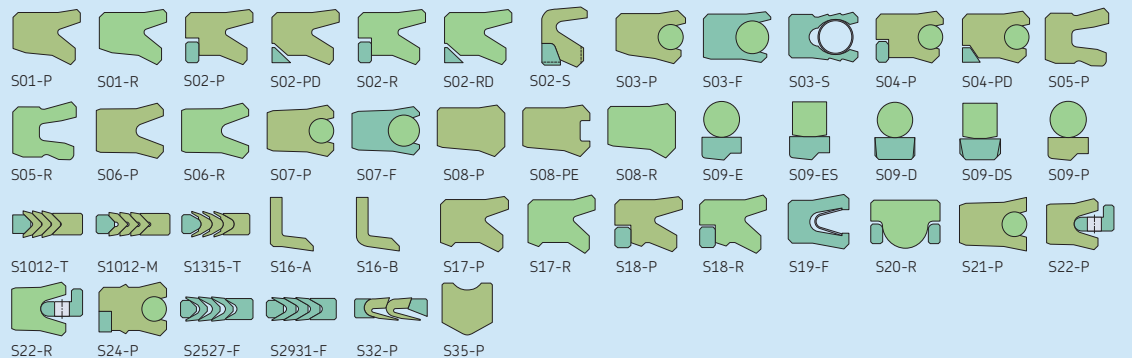 S01-P S01-R S02-P S02-PD S02-R S02-RD S02-S S03-P S03-F S03-S S04-P S04-PD S05-P
S05-R S06-P S06-R S07-P S07-F S08-P S08-PE S08-R S09-E S09-ES S09-D S09-DS S09-P
S1012-T S1012-M S1315-T S16-A S16-B S17-P S17-R S18-P S18-R S19-F S20-R S21-P S22-P
S22-R S24-P S2527-F S2931-F S32-P S35-P